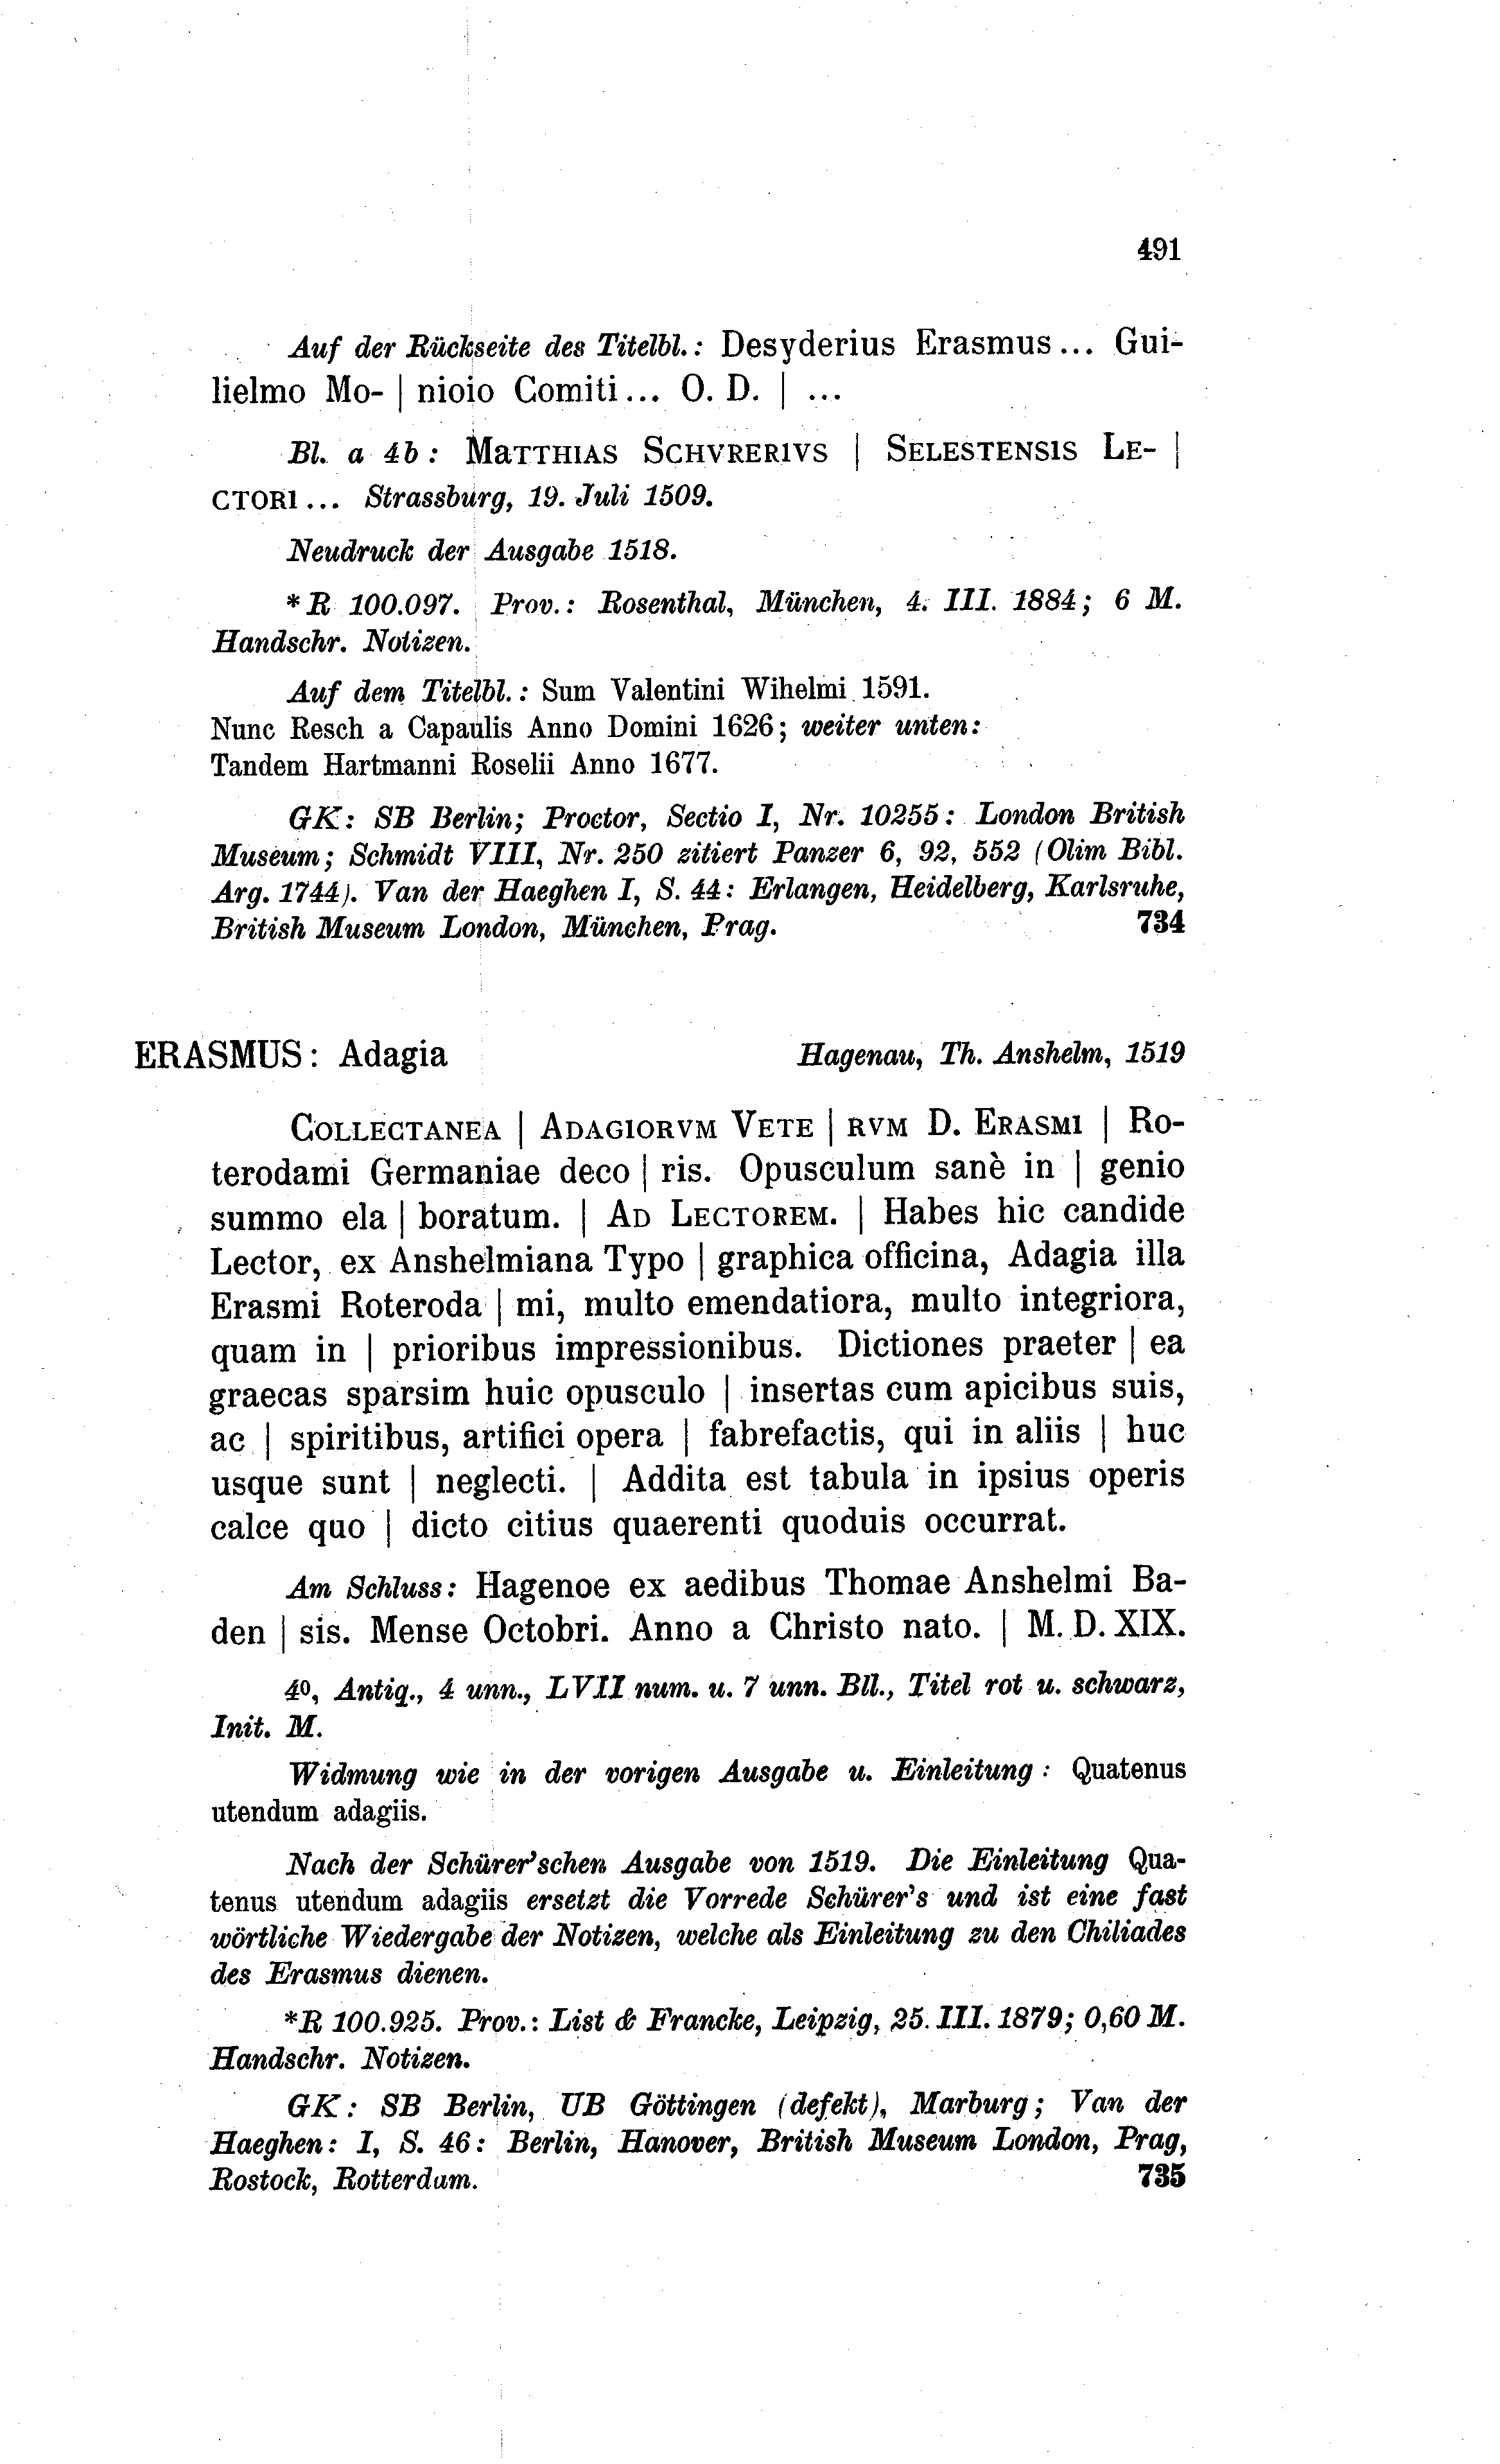 491
Auf der Rückseite des Titelbl.: Desyderius Erasmus... Gui-
lielmo Mo- | nioio Comiti... O. D. | ...
Bl. a 4b: MATTHIAS SCHVRERIVS | SELESTENSIS LE- |
CTORI... Strassburg, 19. Juli 1509.
Neudruck der Ausgabe 1518.
*R 100.097. Prov.: Rosenthal, München, 4. III. 1884; 6 M.
Handschr. Notizen.
Auf dem Titelbl.: Sum Valentini Wihelmi 1591.
Nunc Resch a Capaulis Anno Domini 1626; weiter unten:
Tandem Hartmanni Roselii Anno 1677.
GK: SB Berlin; Proctor, Sectio I, Nr. 10255: London British
Museum; Schmidt VIII, Nr. 250 zitiert Panzer 6, 92, 552 (Olim Bibl.
Arg. 1744). Van der Haeghen I, S. 44: Erlangen, Heidelberg, Karlsruhe,
British Museum London, München, Prag. 734
ERASMUS: Adagia Hagenau, Th. Anshelm, 1519
COLLECTANEA | ADAGIORVM VETE | RVM D. ERASMI | Ro-
terodami Germaniae deco | ris. Opusculum sanè in | genio
summo ela | boratum. | AD LECTOREM. | Habes hic candide
Lector, ex Anshelmiana Typo | graphica officina, Adagia illa
Erasmi Roteroda | mi, multo emendatiora, multo integriora,
quam in | prioribus impressionibus. Dictiones praeter | ea
graecas sparsim huic opusculo | insertas cum apicibus suis,
ac | spiritibus, artifici opera | fabrefactis, qui in aliis | huc
usque sunt | neglecti. | Addita est tabula in ipsius operis
calce quo | dicto citius quaerenti quoduis occurrat.
Am Schluss: Hagenoe ex aedibus Thomae Anshelmi Ba-
den | sis. Mense Octobri. Anno a Christo nato. | M. D. XIX.
4⁰, Antiq., 4 unn., LVII num. u. 7 unn. Bll., Titel rot u. schwarz,
Init. M.
Widmung wie in der vorigen Ausgabe u. Einleitung: Quatenus
utendum adagiis.
Nach der Schürer'schen Ausgabe von 1519. Die Einleitung Qua-
tenus utendum adagiis ersetzt die Vorrede Schürer's und ist eine fast
wörtliche Wiedergabe der Notizen, welche als Einleitung zu den Chiliades
des Erasmus dienen.
*R 100.925. Prov.: List & Francke, Leipzig, 25. III. 1879; 0,60 M.
Handschr. Notizen.
GK: SB Berlin, UB Göttingen (defekt), Marburg; Van der
Haeghen: I, S. 46: Berlin, Hanover, British Museum London, Prag,
Rostock, Rotterdam. 735